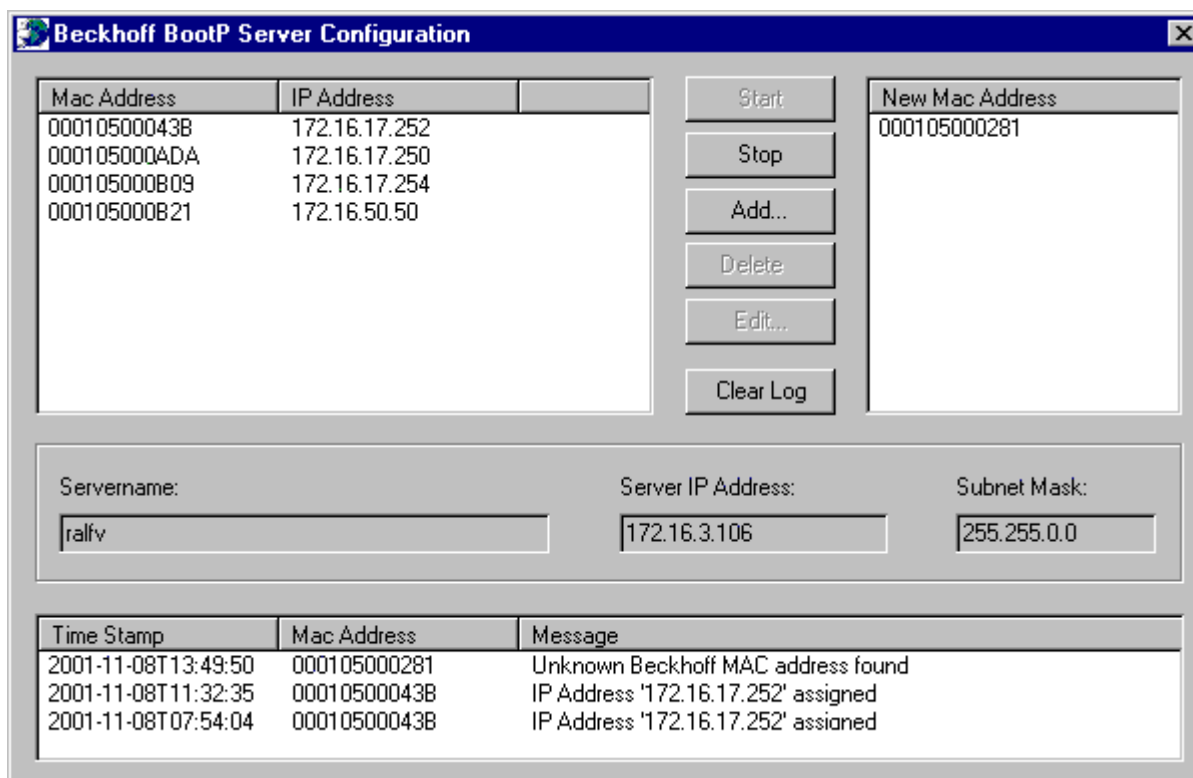 Beckhoff BootP Server Configuration
Mac Address IP Address
00010500043B 172.16.17.252
000105000ADA 172.16.17.250
000105000B09 172.16.17.254
000105000B21 172.16.50.50
Start
Stop
Add...
Delete
Edit...
Clear Log
New Mac Address
000105000281
Servername: Server IP Address: Subnet Mask:
ralfv 172.16.3.106 255.255.0.0
Time Stamp Mac Address Message
2001-11-08T13:49:50 000105000281 Unknown Beckhoff MAC address found
2001-11-08T11:32:35 00010500043B IP Address '172.16.17.252' assigned
2001-11-08T07:54:04 00010500043B IP Address '172.16.17.252' assigned